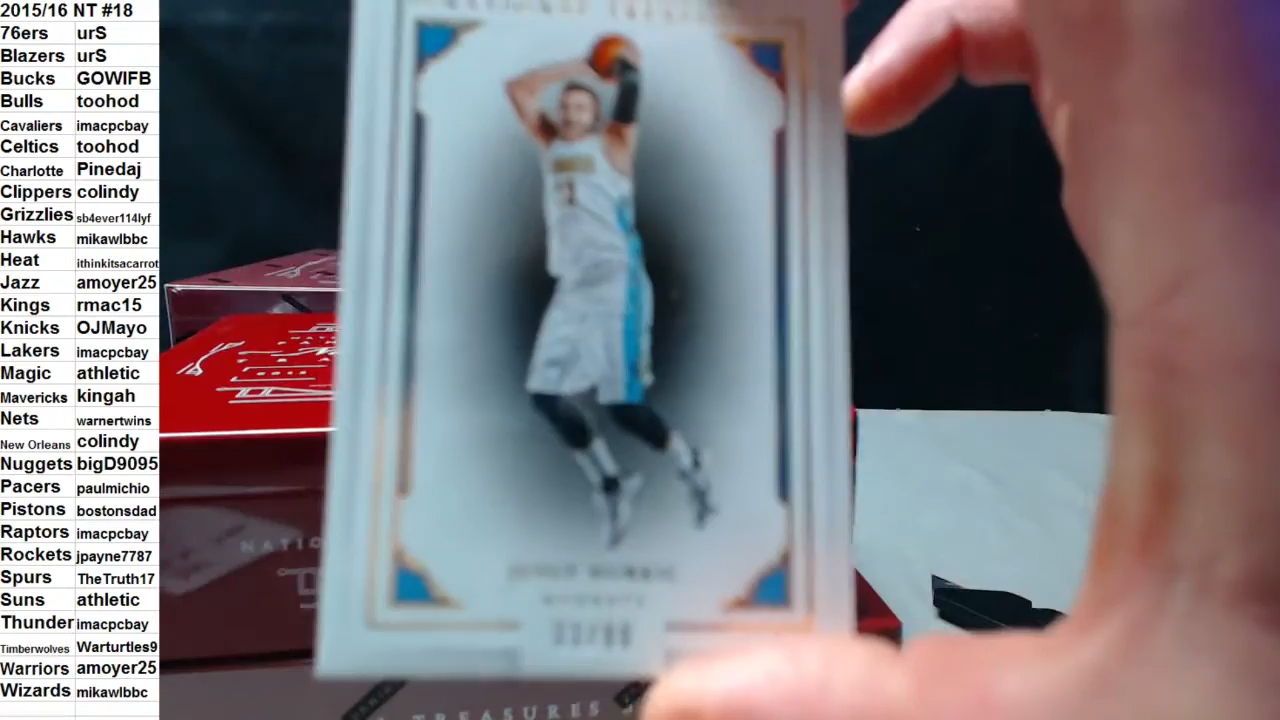 2015/16 NT #18
76ers urS
Blazers urS
Bucks GOWIFB
Bulls toohod
Cavaliers imacpcbay
Celtics toohod
Charlotte Pinedaj
Clippers colindy
Grizzlies sb4ever114lyf
Hawks mikawlbbc
Heat ithinkitsacarrot
Jazz amoyer25
Kings rmac15
Knicks OJMayo
Lakers imacpcbay
Magic athletic
Mavericks kingah
Nets warnertwins
New Orleans colindy
Nuggets bigD9095
Pacers paulmichio
Pistons bostonsdad
Raptors imacpcbay
Rockets jpayne7787
Spurs TheTruth17
Suns athletic
Thunder imacpcbay
Timberwolves Warturtles9
Warriors amoyer25
Wizards mikawlbbc
NATIO
TREASURES